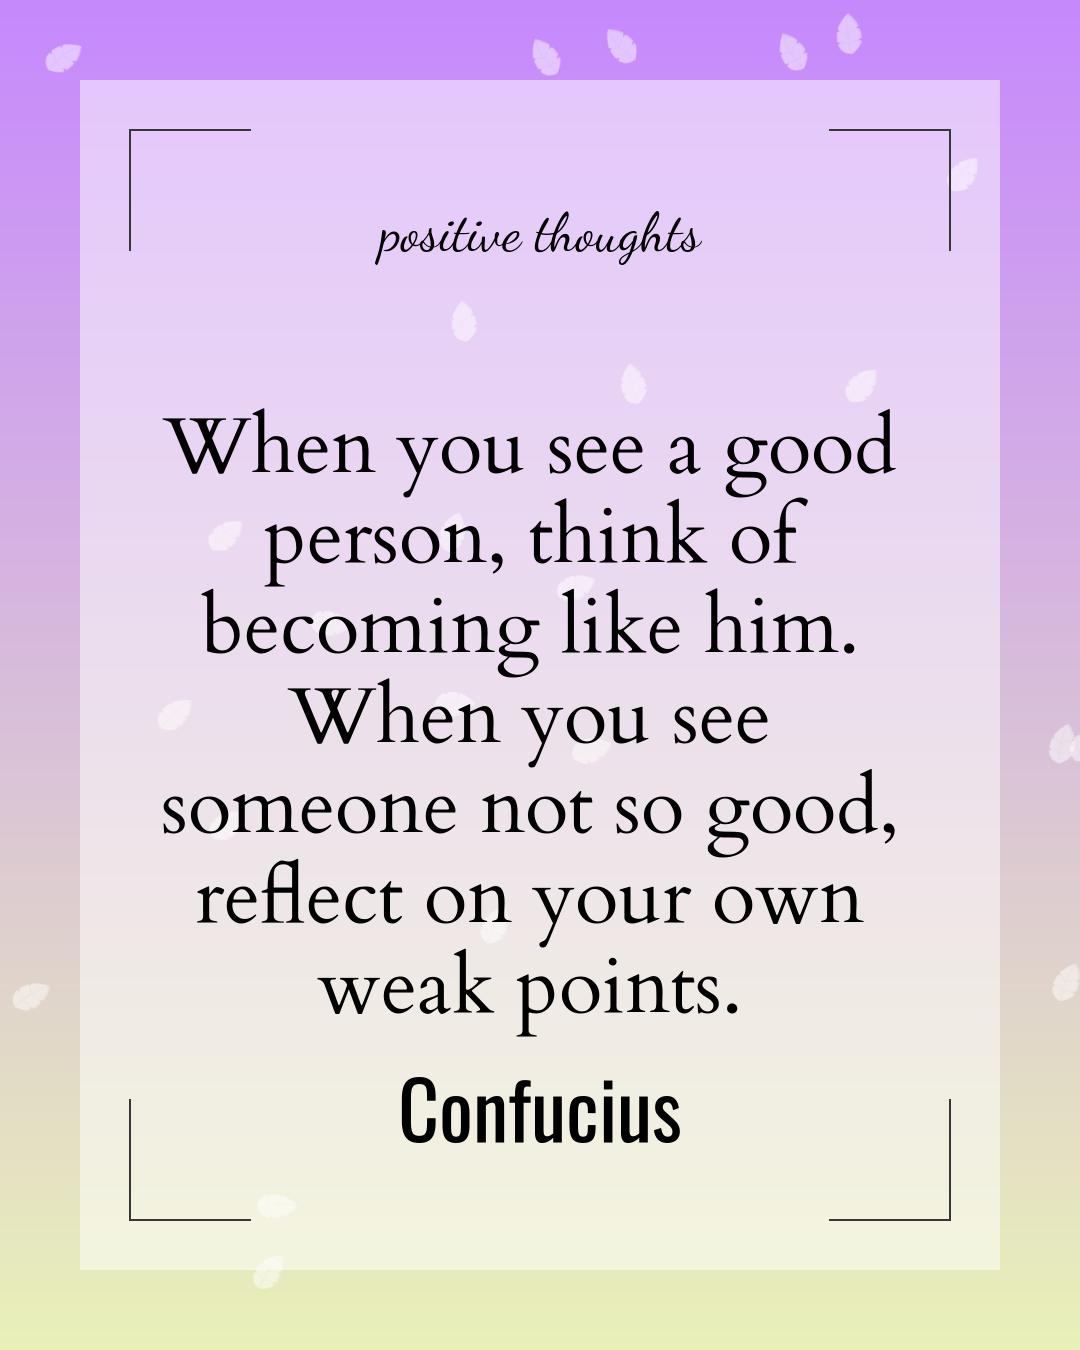 positive thoughts
When you see a good
person, think of
becoming like him.
When you see
someone not so good,
reflect on your own
weak points.
Confucius